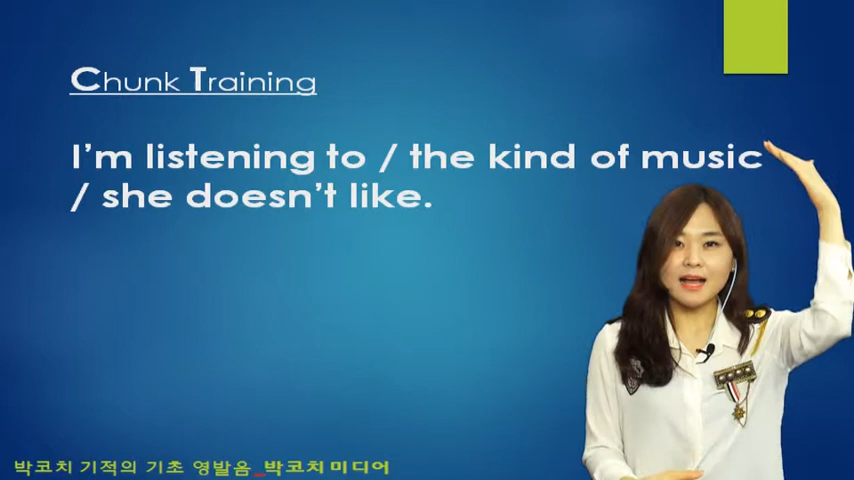 Chunk Training
I'm listening to / the kind of music
/ she doesn't like.
박코치 기적의 기초 영발음_박코치미디어